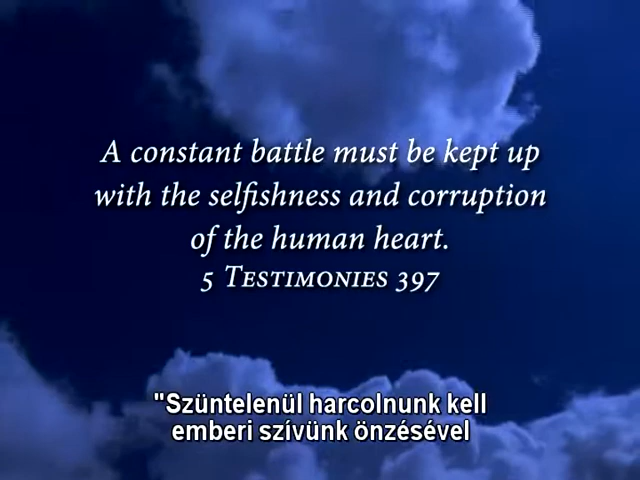 A constant battle must be kept up
with the selfishness and corruption
of the human heart.
5 TESTIMONIES 397
"Szüntelenül harcolnunk kell
emberi szívünk önzésével